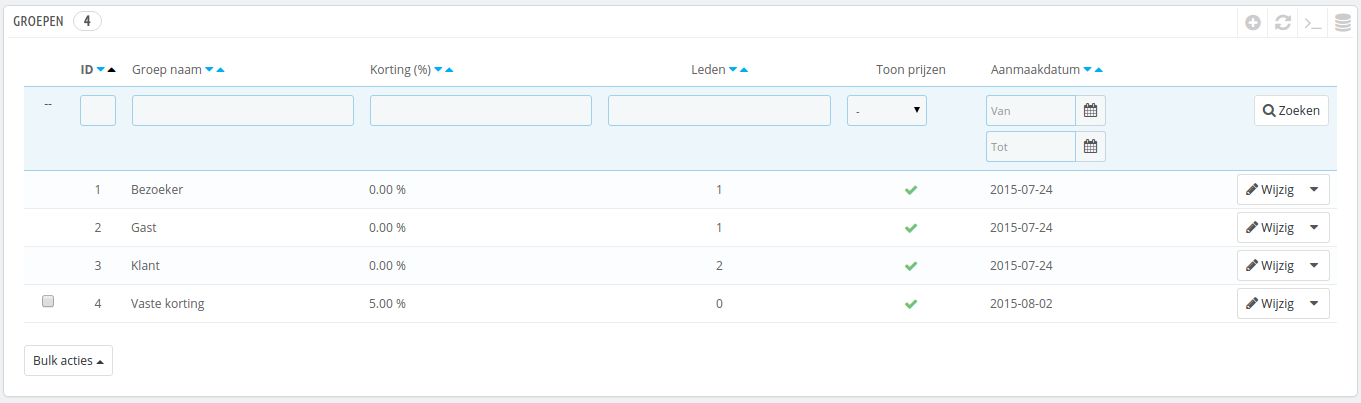 GROEPEN 4
ID Groep naam Korting (%) Leden Toon prijzen Aanmaakdatum
-- - Van Zoeken
Tot
1 Bezoeker 0.00 % 1 2015-07-24 Wijzig
2 Gast 0.00 % 1 2015-07-24 Wijzig
3 Klant 0.00 % 2 2015-07-24 Wijzig
4 Vaste korting 5.00 % 0 2015-08-02 Wijzig
Bulk acties